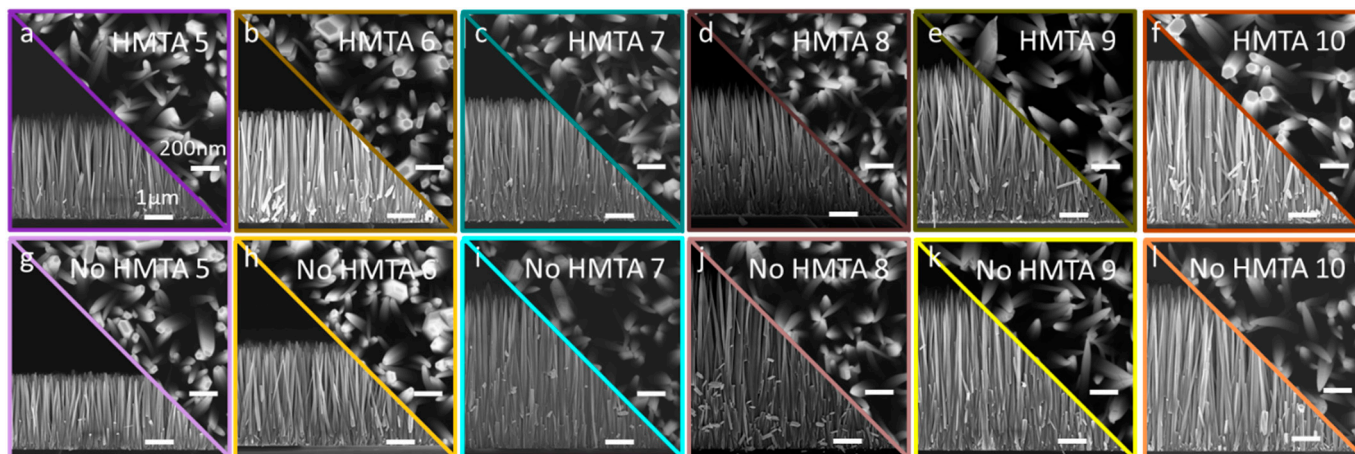 a HMTA 5
b HMTA 6
c HMTA 7
d HMTA 8
e HMTA 9
f HMTA 10
200nm
1µm
g No HMTA 5
h No HMTA 6
i No HMTA 7
j No HMTA 8
k No HMTA 9
l No HMTA 10